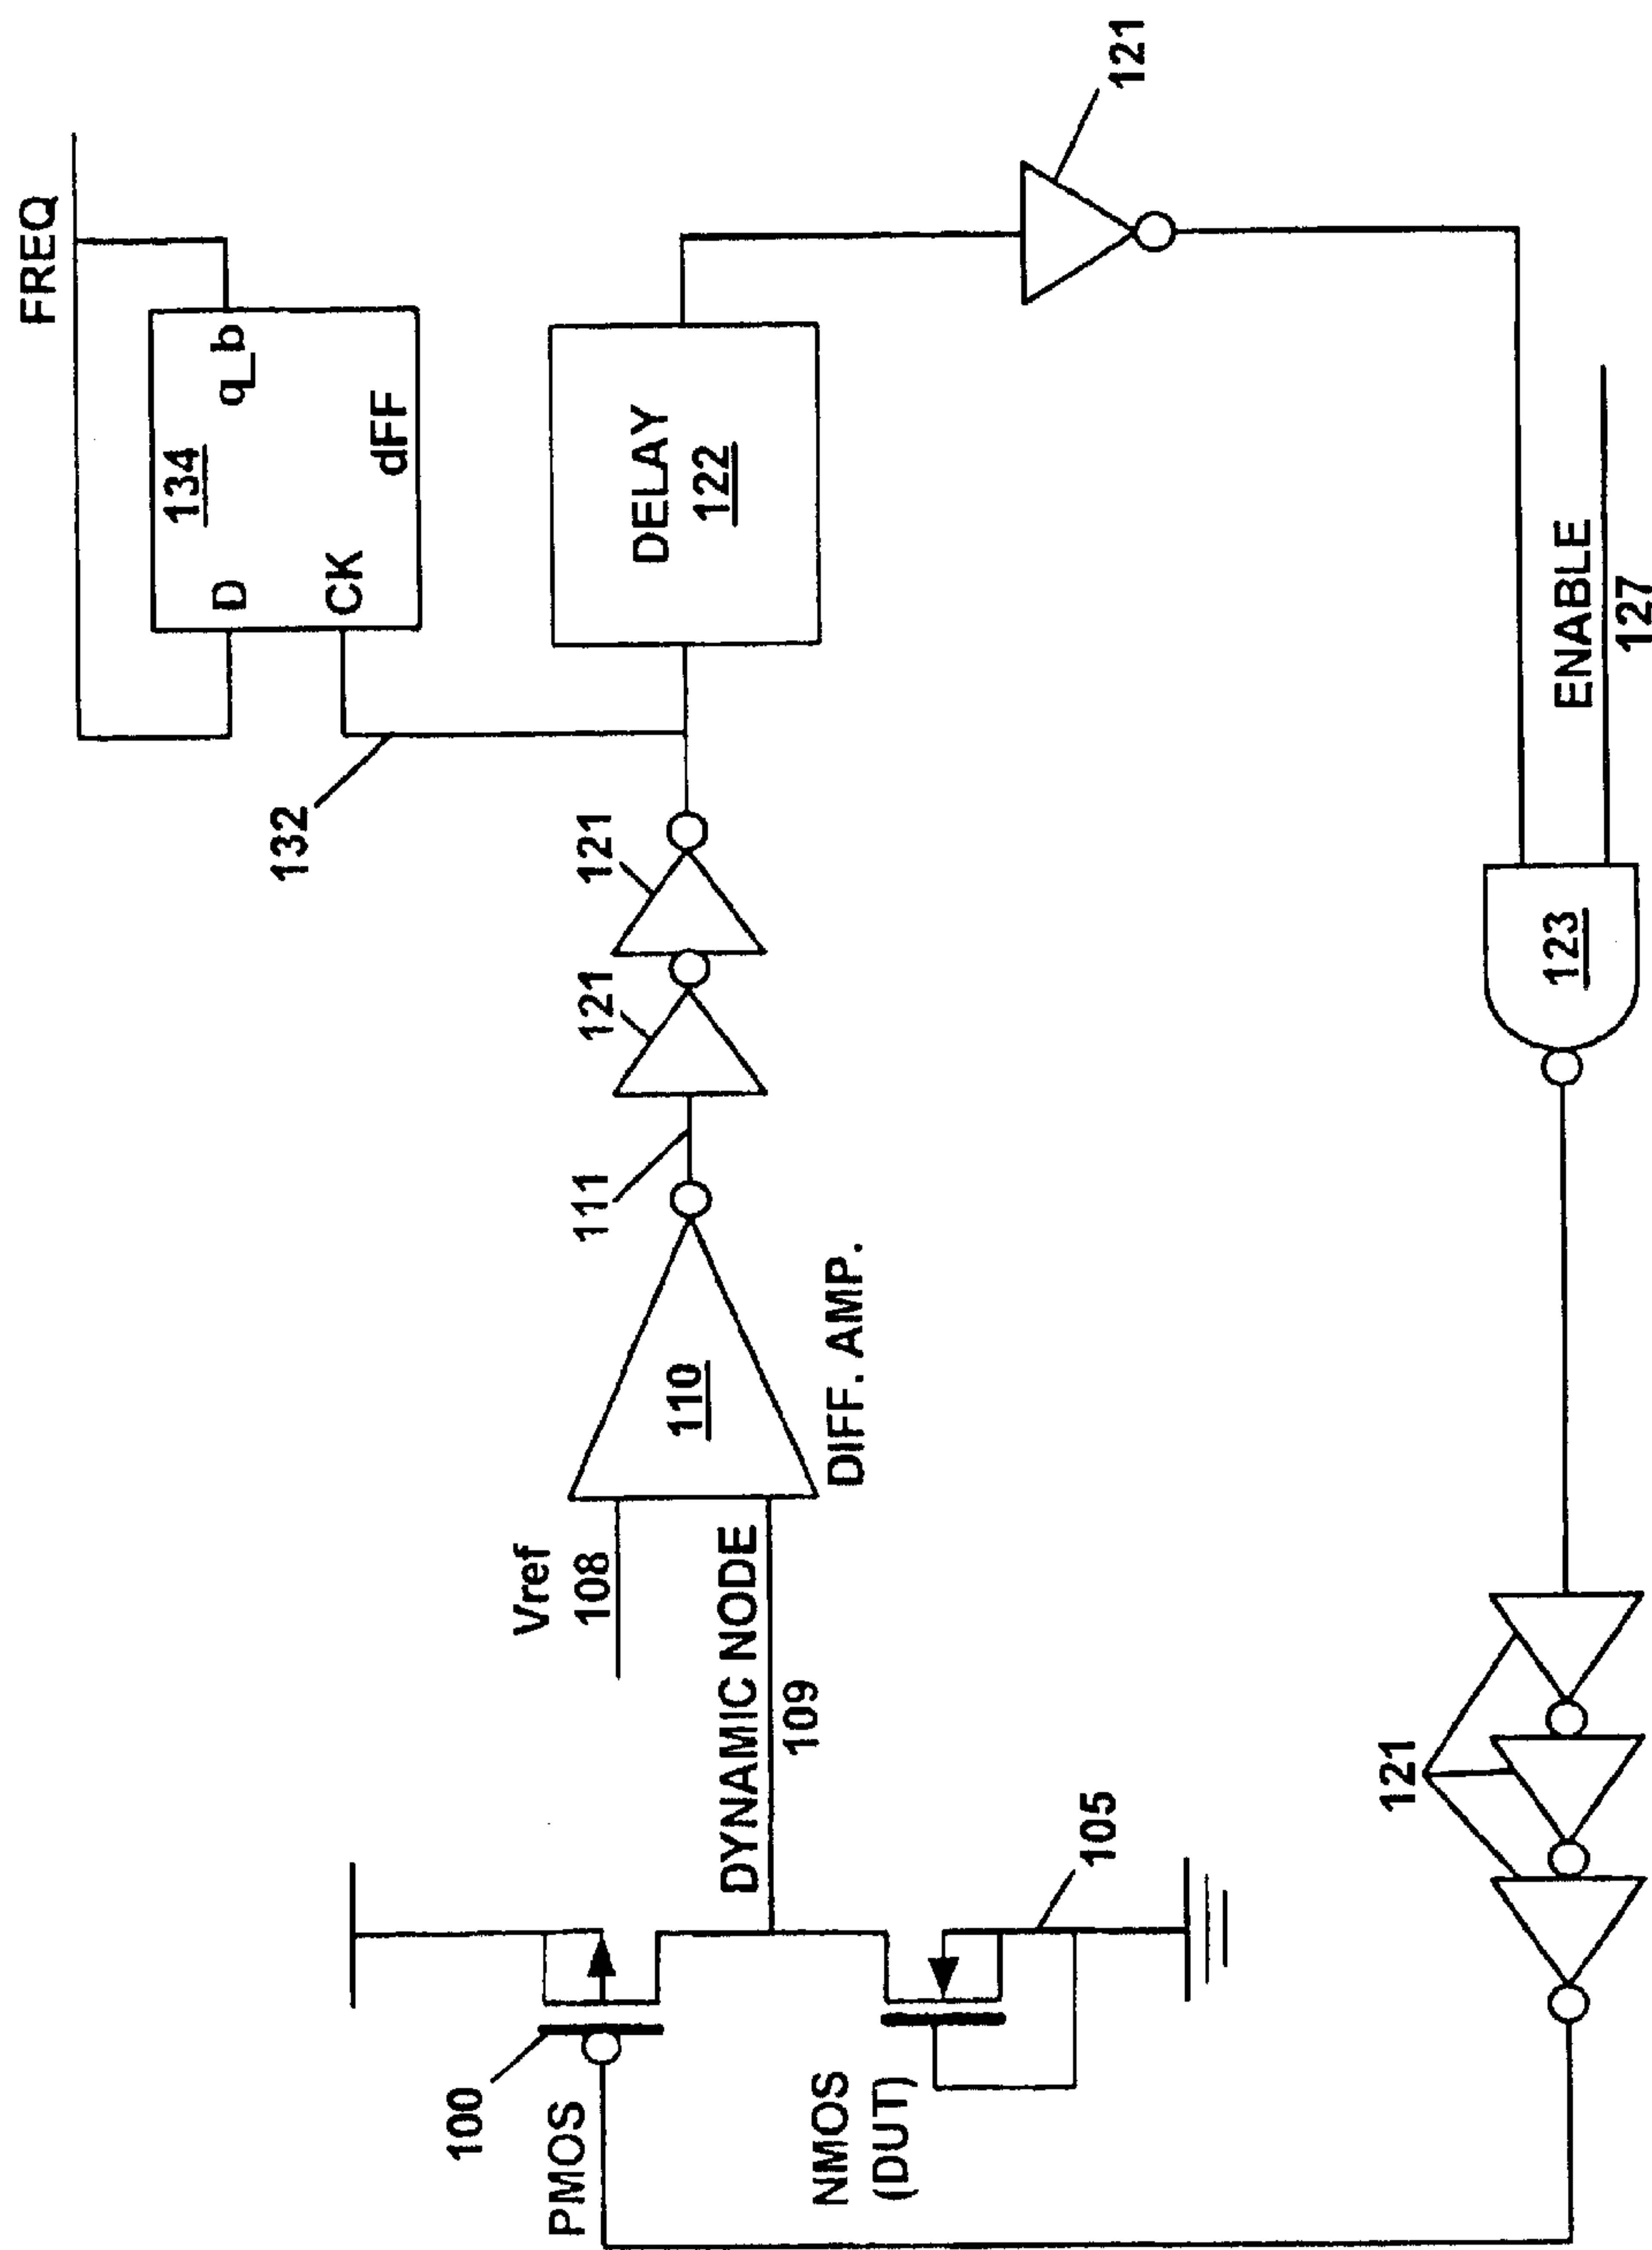 FREQ
134
D
q_b
CK
dFF
132
121
121
111
Vref
108
110
DIFF. AMP.
DYNAMIC NODE
109
DELAY
122
121
100
PMOS
NMOS
(DUT)
105
121
123
ENABLE
127